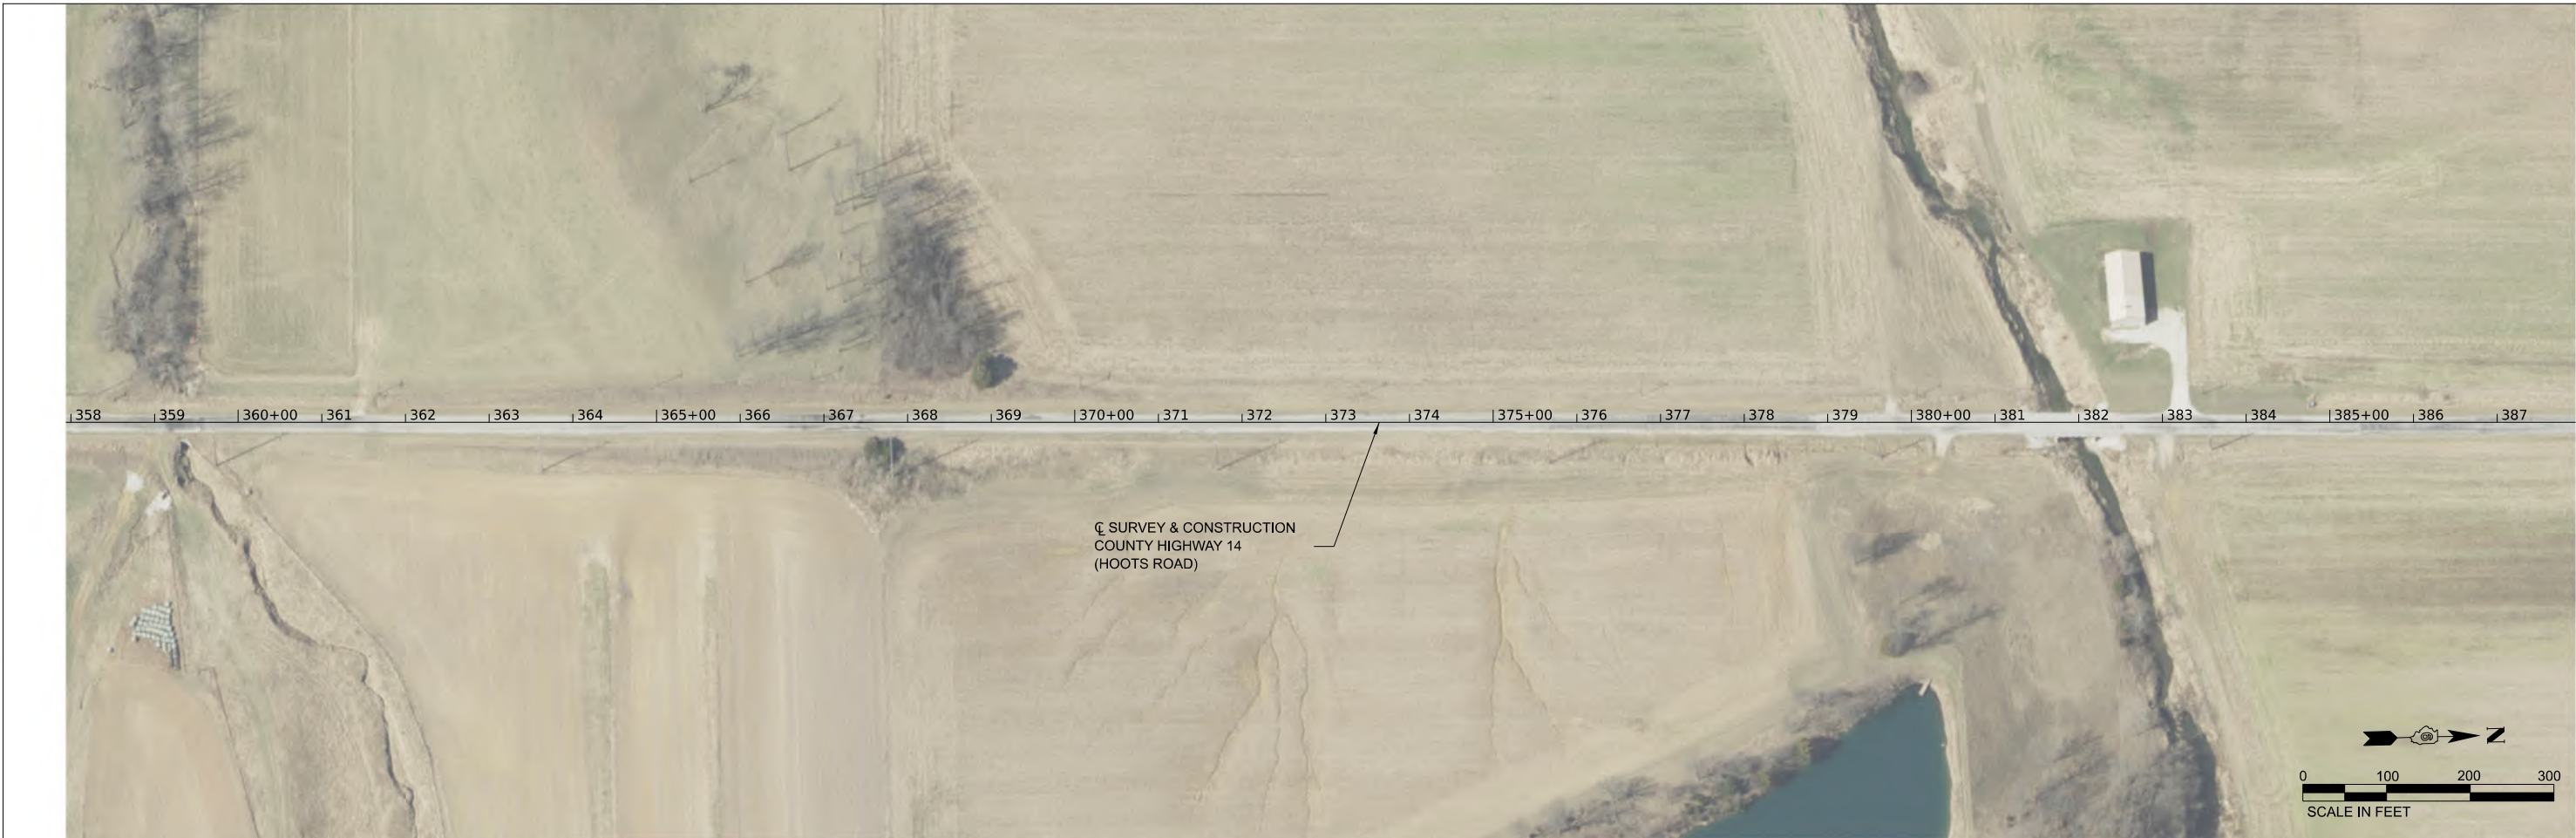 358 359 360+00 361 362 363 364 365+00 366 367 368 369 370+00 371 372 373 374 375+00 376 377 378 379 380+00 381 382 383 384 385+00 386 387
℄ SURVEY & CONSTRUCTION
COUNTY HIGHWAY 14
(HOOTS ROAD)
N
0 100 200 300
SCALE IN FEET